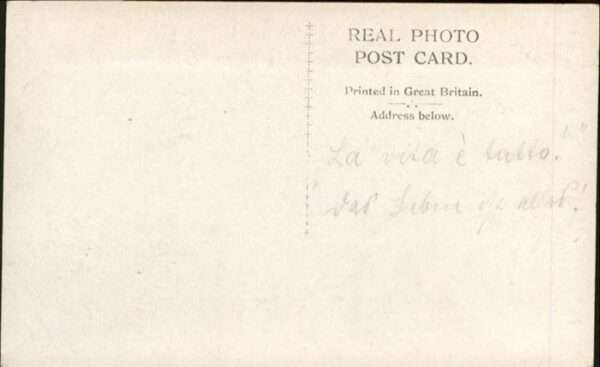 REAL PHOTO
POST CARD.
Printed in Great Britain.
Address below.
La vita è tutto!"
"Das Leben ist alles!